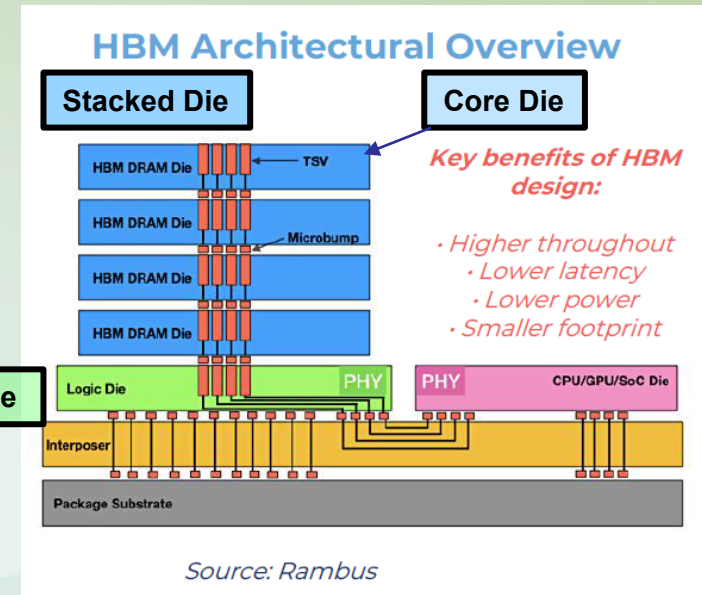 HBM Architectural Overview
Stacked Die
Core Die
HBM DRAM Die
TSV
Key benefits of HBM
design:
HBM DRAM Die
Microbump
• Higher throughout
• Lower latency
HBM DRAM Die
• Lower power
• Smaller footprint
HBM DRAM Die
e
Logic Die
PHY
PHY
CPU/GPU/SoC Die
Interposer
Package Substrate
Source: Rambus